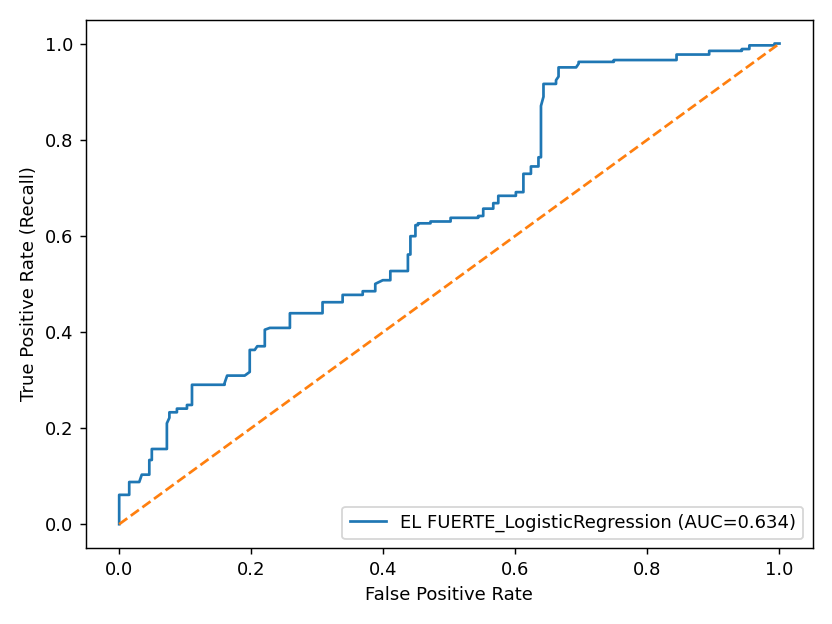 1.0
0.8
0.6
0.4
0.2
0.0
True Positive Rate (Recall)
EL FUERTE_LogisticRegression (AUC=0.634)
0.0 0.2 0.4 0.6 0.8 1.0
False Positive Rate